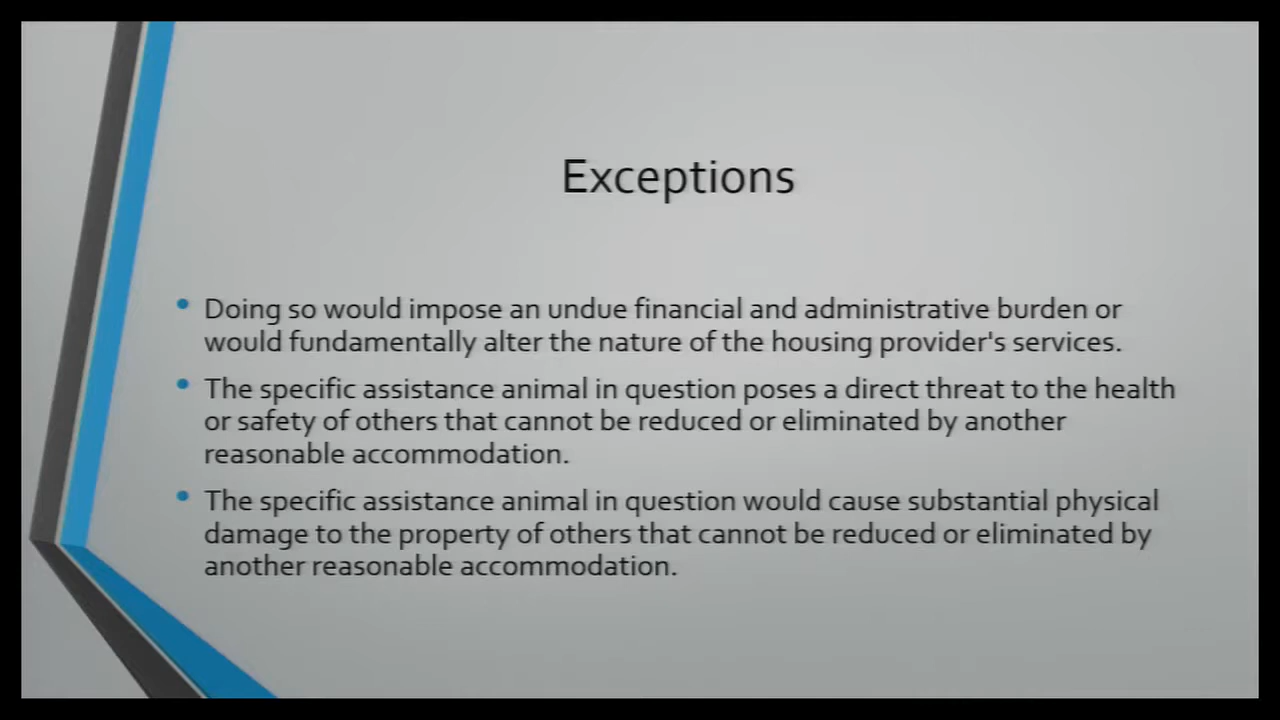 Exceptions
• Doing so would impose an undue financial and administrative burden or
would fundamentally alter the nature of the housing provider's services.
• The specific assistance animal in question poses a direct threat to the health
or safety of others that cannot be reduced or eliminated by another
reasonable accommodation.
• The specific assistance animal in question would cause substantial physical
damage to the property of others that cannot be reduced or eliminated by
another reasonable accommodation.